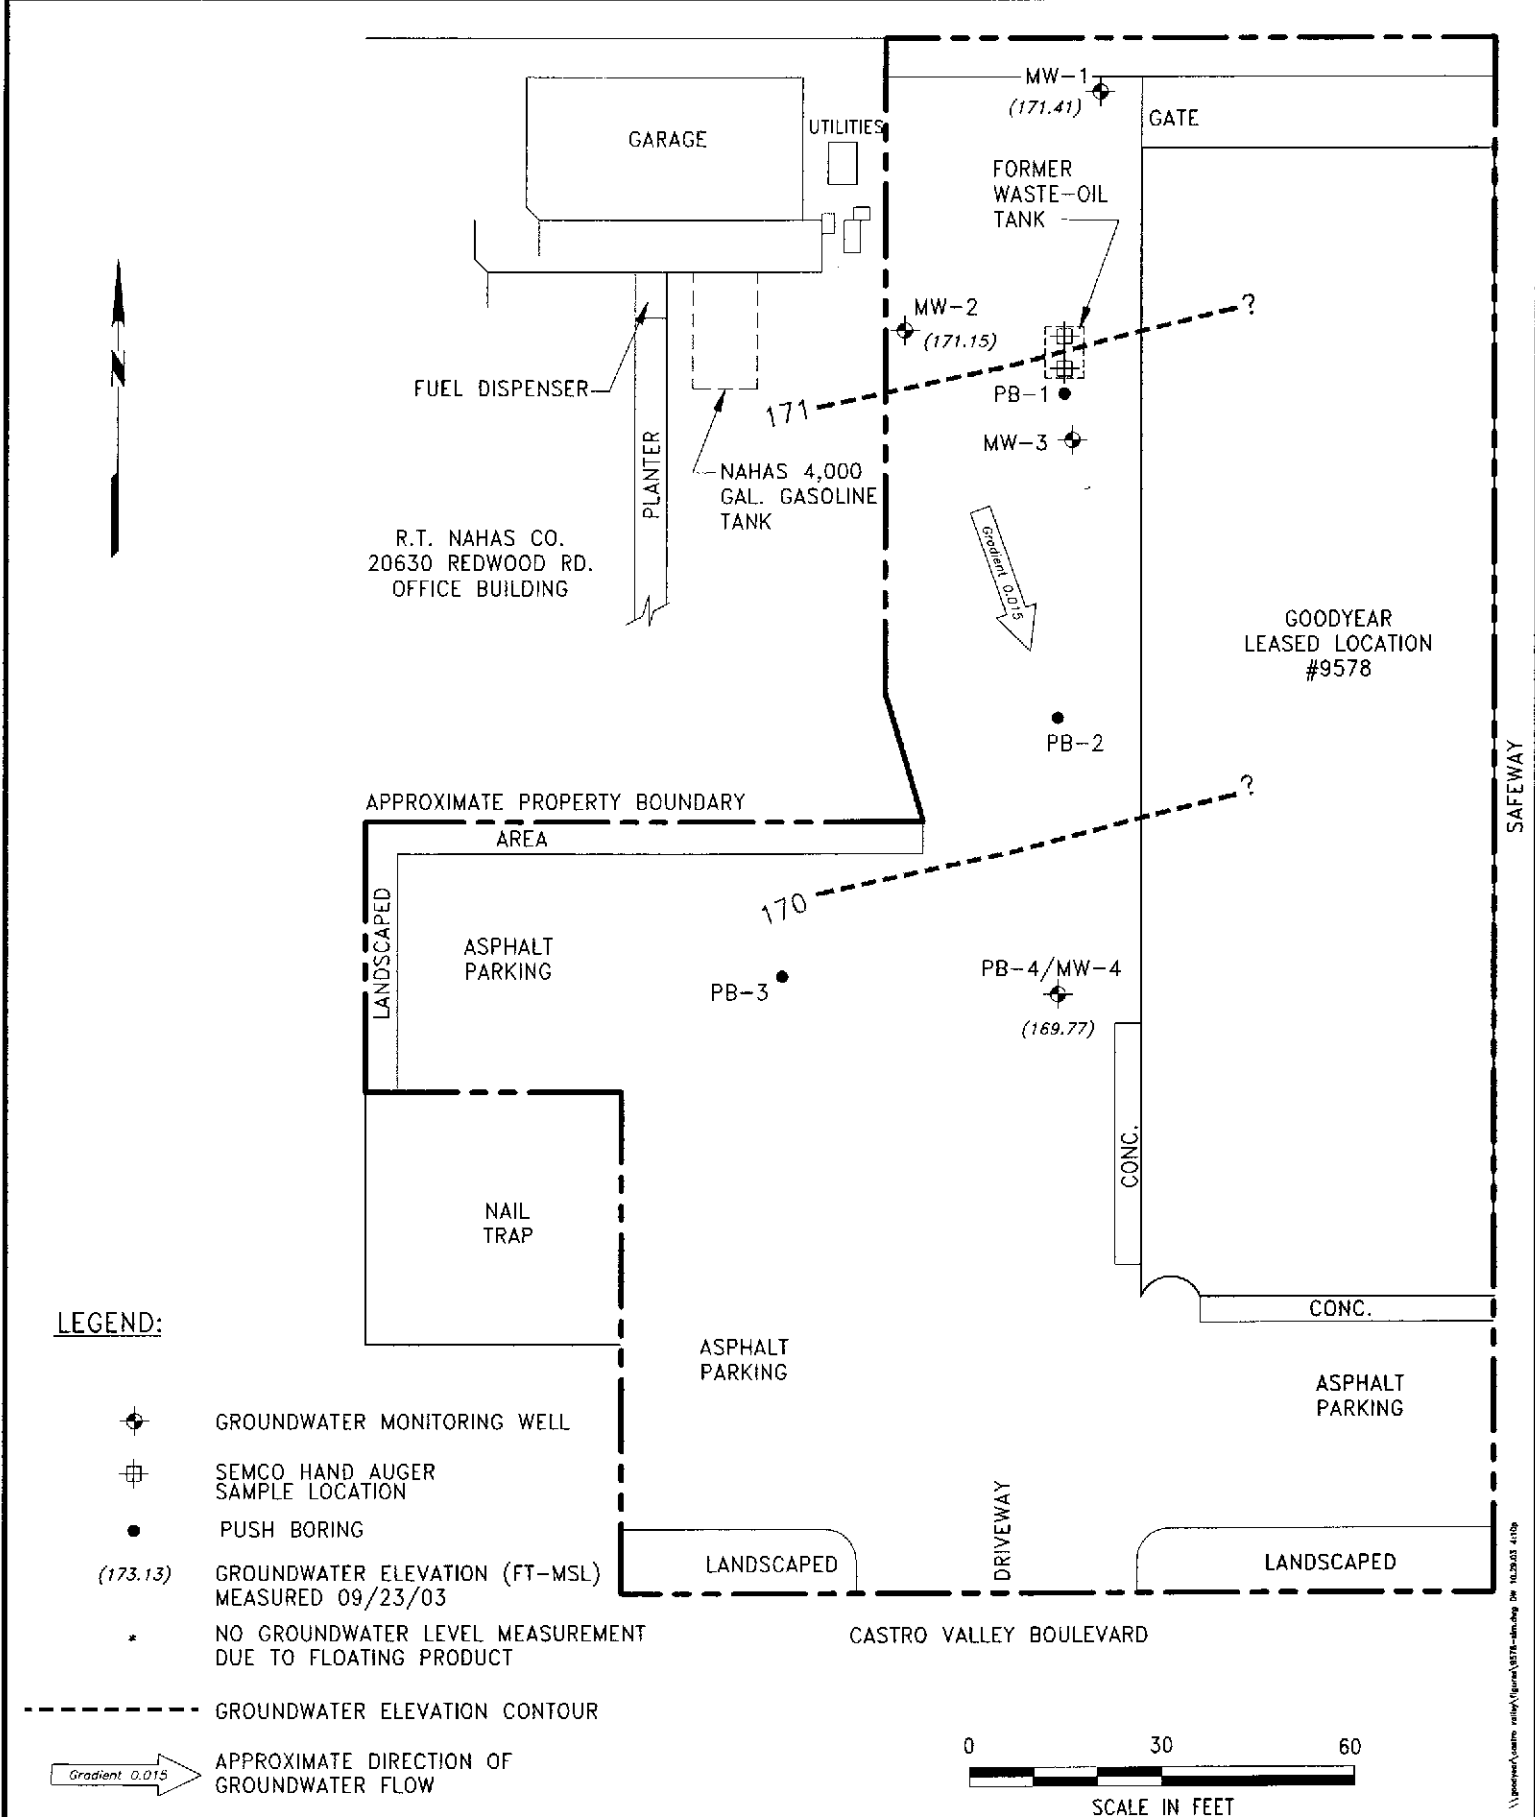 MW-1
(171.41)
GATE
GARAGE
UTILITIES
FORMER
WASTE-OIL
TANK
MW-2
(171.15)
?
N
FUEL DISPENSER
171
PB-1
MW-3
PLANTER
NAHAS 4,000
GAL. GASOLINE
TANK
R.T. NAHAS CO.
20630 REDWOOD RD.
OFFICE BUILDING
Gradient 0.015
GOODYEAR
LEASED LOCATION
#9578
PB-2
SAFEWAY
?
APPROXIMATE PROPERTY BOUNDARY
AREA
LANDSCAPED
170
ASPHALT
PARKING
PB-3
PB-4/MW-4
(169.77)
CONC.
NAIL
TRAP
CONC.
ASPHALT
PARKING
ASPHALT
PARKING
LEGEND:
GROUNDWATER MONITORING WELL
SEMCO HAND AUGER
SAMPLE LOCATION
PUSH BORING
(173.13) GROUNDWATER ELEVATION (FT-MSL)
MEASURED 09/23/03
* NO GROUNDWATER LEVEL MEASUREMENT
DUE TO FLOATING PRODUCT
GROUNDWATER ELEVATION CONTOUR
Gradient 0.015 APPROXIMATE DIRECTION OF
GROUNDWATER FLOW
LANDSCAPED
DRIVEWAY
LANDSCAPED
CASTRO VALLEY BOULEVARD
0 30 60
SCALE IN FEET